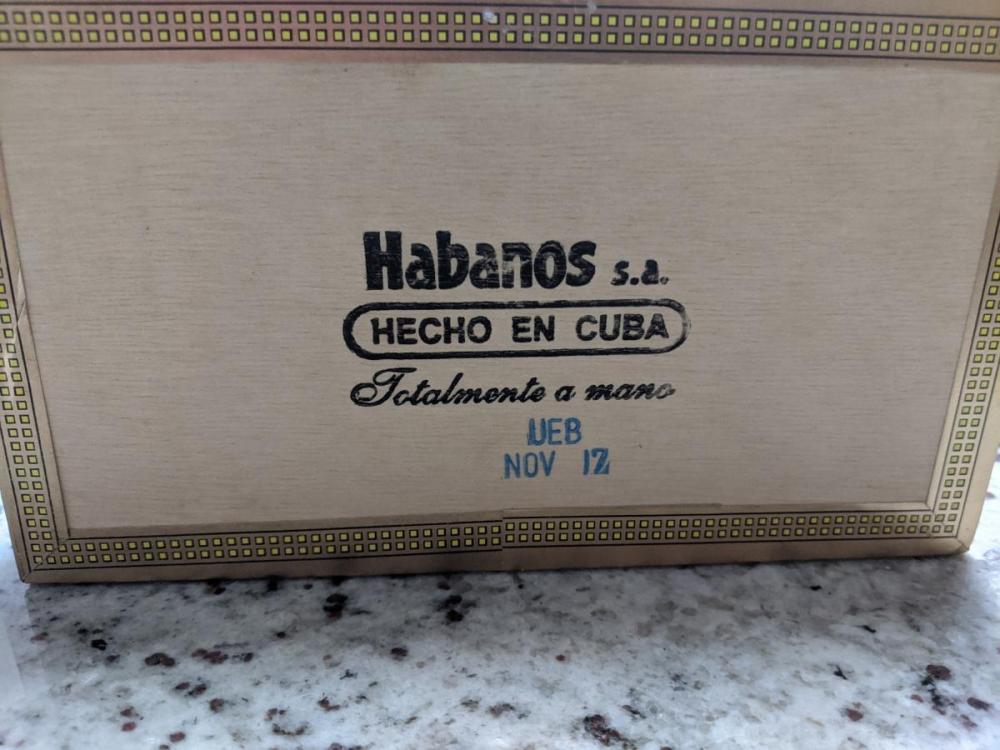 Habanos s.a.
HECHO EN CUBA
Totalmente a mano
UEB
NOV 12